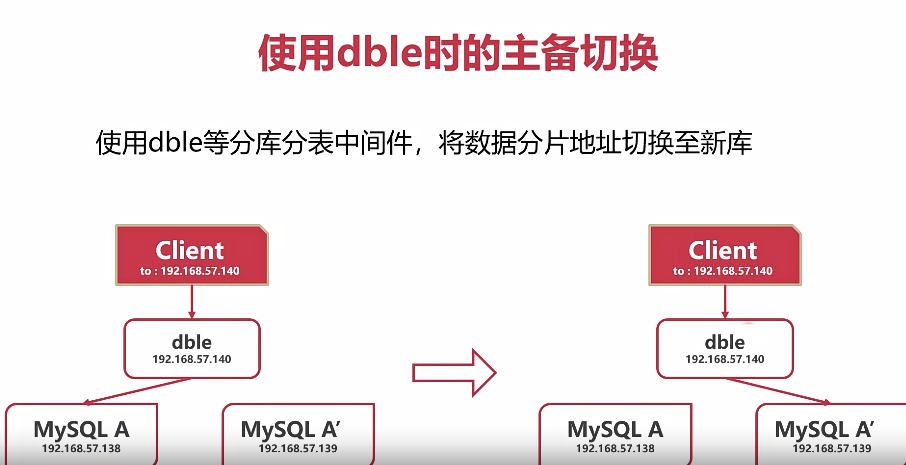 使用dble时的主备切换
使用dble等分库分表中间件，将数据分片地址切换至新库
Client
to : 192.168.57.140
dble
192.168.57.140
MySQL A
192.168.57.138
MySQL A′
192.168.57.139
Client
to : 192.168.57.140
dble
192.168.57.140
MySQL A
192.168.57.138
MySQL A′
192.168.57.139